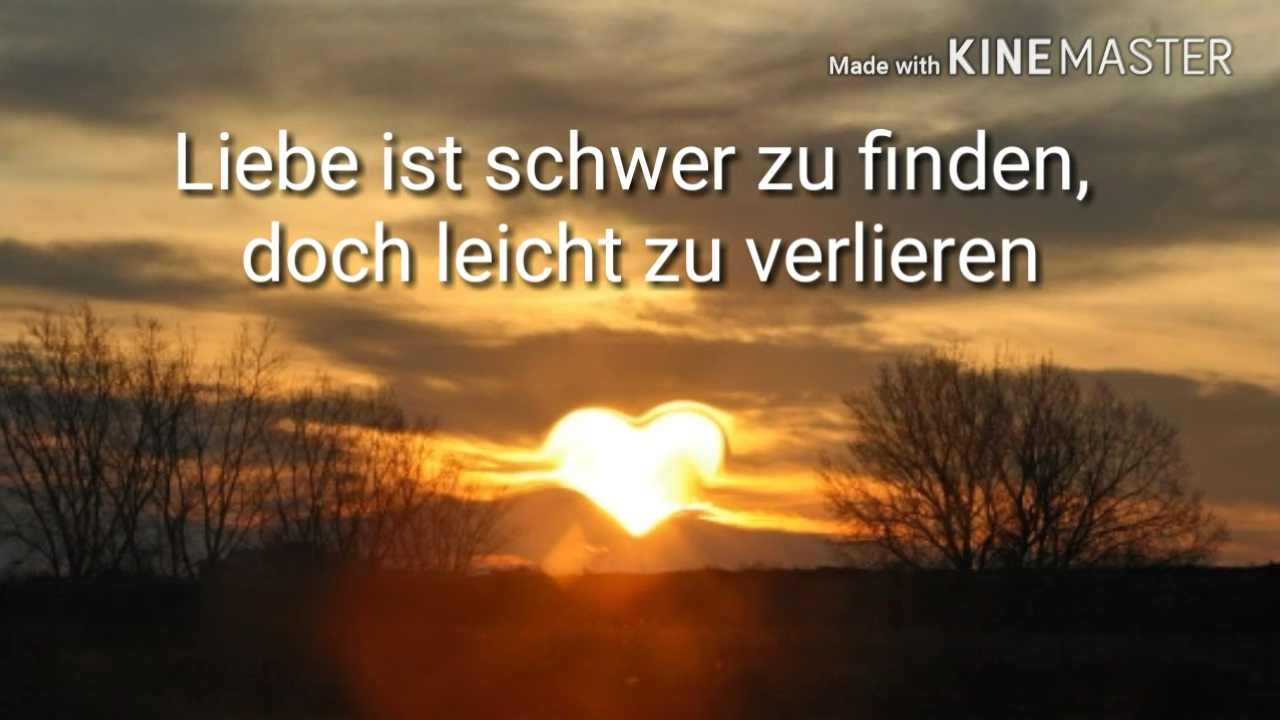 Made with KINEMASTER
Liebe ist schwer zu finden,
doch leicht zu verlieren